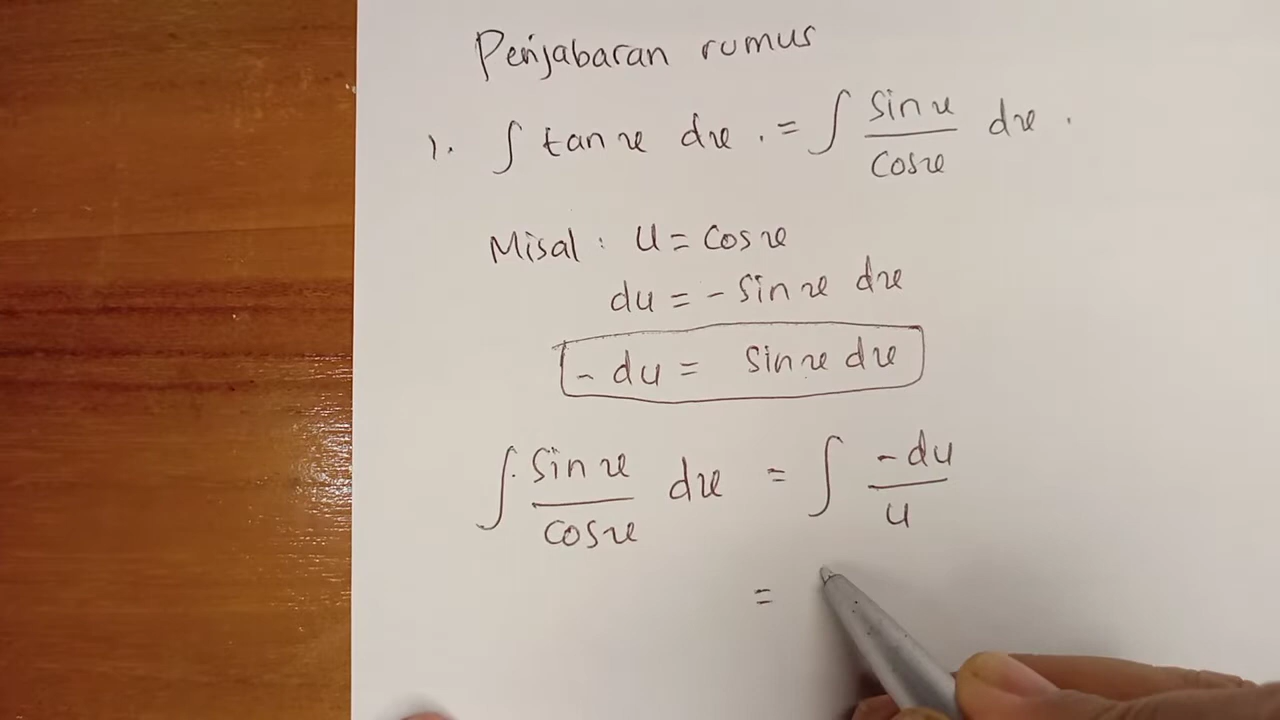 Penjabaran rumus
1. ∫ tan x dx . = ∫ sin x / cos x dx .
Misal : u = cos x
du = - sin x dx
- du = sin x dx
∫ sin x / cos x dx = ∫ -du / u
=